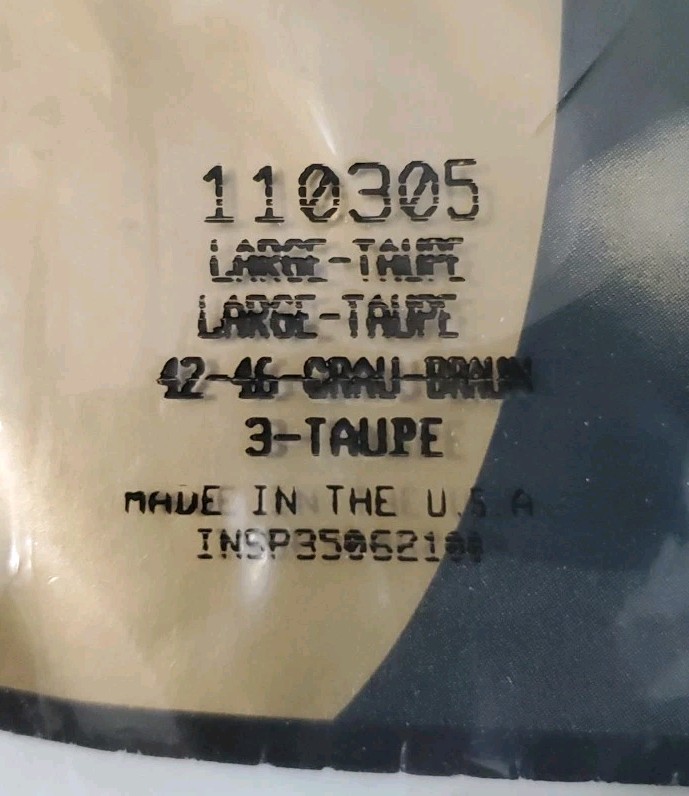 110305
LARGE-TAUPE
LARGE-TAUPE
42-46-GRAU-BRAUN
3-TAUPE
MADE IN THE U.S.A
INSP35062100